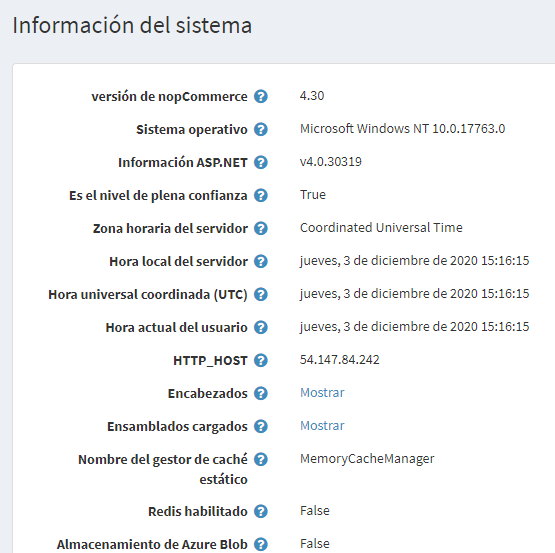 Información del sistema
versión de nopCommerce 4.30
Sistema operativo Microsoft Windows NT 10.0.17763.0
Información ASP.NET v4.0.30319
Es el nivel de plena confianza True
Zona horaria del servidor Coordinated Universal Time
Hora local del servidor jueves, 3 de diciembre de 2020 15:16:15
Hora universal coordinada (UTC) jueves, 3 de diciembre de 2020 15:16:15
Hora actual del usuario jueves, 3 de diciembre de 2020 15:16:15
HTTP_HOST 54.147.84.242
Encabezados Mostrar
Ensamblados cargados Mostrar
Nombre del gestor de caché MemoryCacheManager
estático
Redis habilitado False
Almacenamiento de Azure Blob False